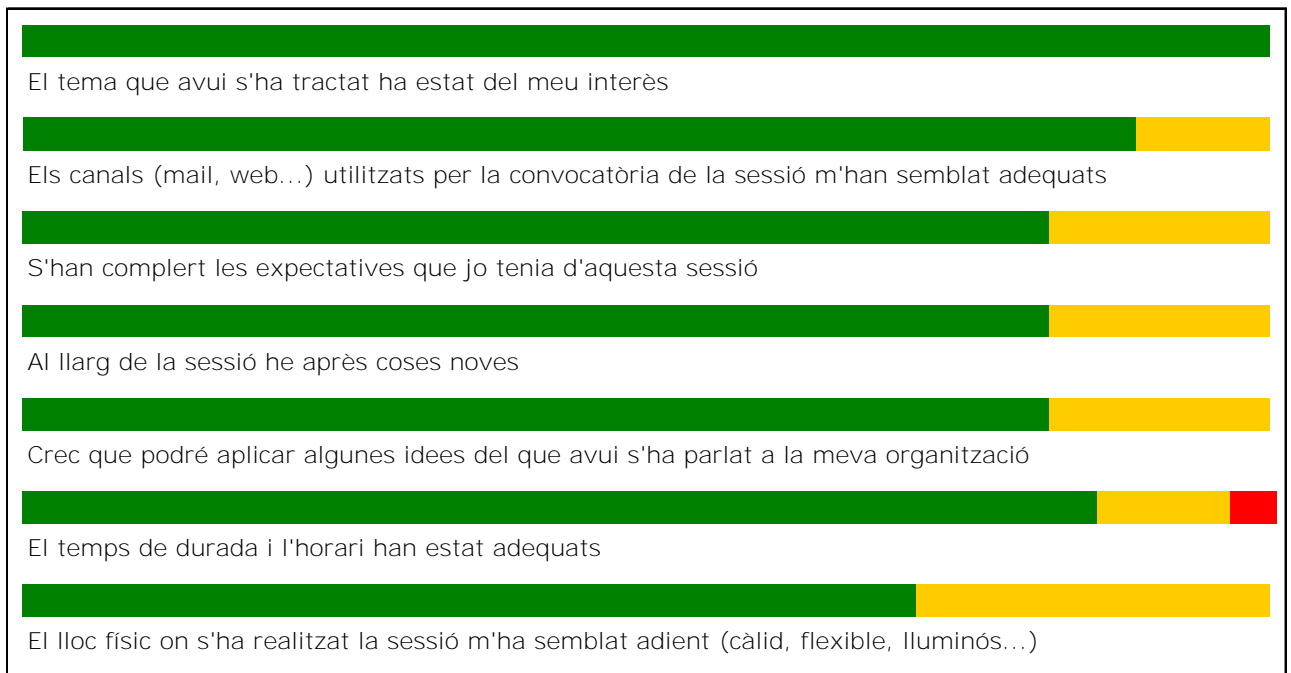 El tema que avui s'ha tractat ha estat del meu interès
Els canals (mail, web...) utilitzats per la convocatòria de la sessió m'han semblat adequats
S'han complert les expectatives que jo tenia d'aquesta sessió
Al llarg de la sessió he après coses noves
Crec que podré aplicar algunes idees del que avui s'ha parlat a la meva organització
El temps de durada i l'horari han estat adequats
El lloc físic on s'ha realitzat la sessió m'ha semblat adient (càlid, flexible, lluminós...)